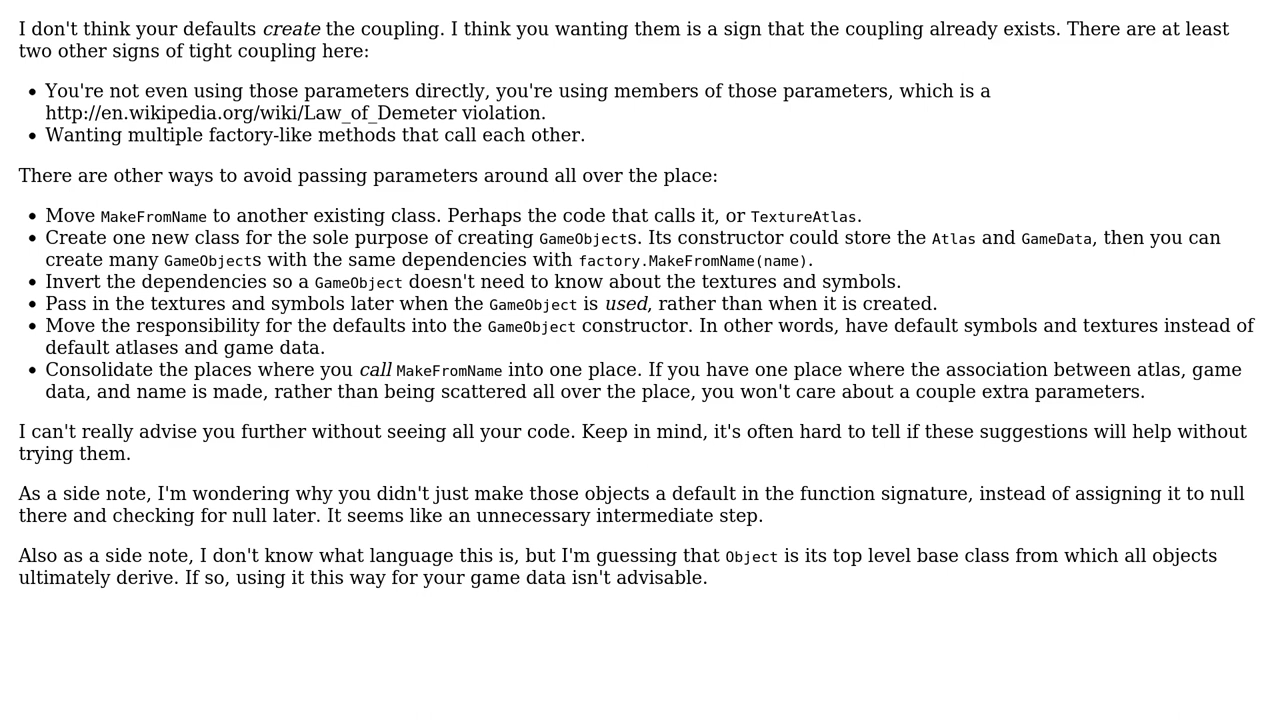 I don't think your defaults create the coupling. I think you wanting them is a sign that the coupling already exists. There are at least
two other signs of tight coupling here:
• You're not even using those parameters directly, you're using members of those parameters, which is a
http://en.wikipedia.org/wiki/Law_of_Demeter violation.
• Wanting multiple factory-like methods that call each other.
There are other ways to avoid passing parameters around all over the place:
• Move MakeFromName to another existing class. Perhaps the code that calls it, or TextureAtlas.
• Create one new class for the sole purpose of creating GameObjects. Its constructor could store the Atlas and GameData, then you can
create many GameObjects with the same dependencies with factory.MakeFromName(name).
• Invert the dependencies so a GameObject doesn't need to know about the textures and symbols.
• Pass in the textures and symbols later when the GameObject is used, rather than when it is created.
• Move the responsibility for the defaults into the GameObject constructor. In other words, have default symbols and textures instead of
default atlases and game data.
• Consolidate the places where you call MakeFromName into one place. If you have one place where the association between atlas, game
data, and name is made, rather than being scattered all over the place, you won't care about a couple extra parameters.
I can't really advise you further without seeing all your code. Keep in mind, it's often hard to tell if these suggestions will help without
trying them.
As a side note, I'm wondering why you didn't just make those objects a default in the function signature, instead of assigning it to null
there and checking for null later. It seems like an unnecessary intermediate step.
Also as a side note, I don't know what language this is, but I'm guessing that Object is its top level base class from which all objects
ultimately derive. If so, using it this way for your game data isn't advisable.